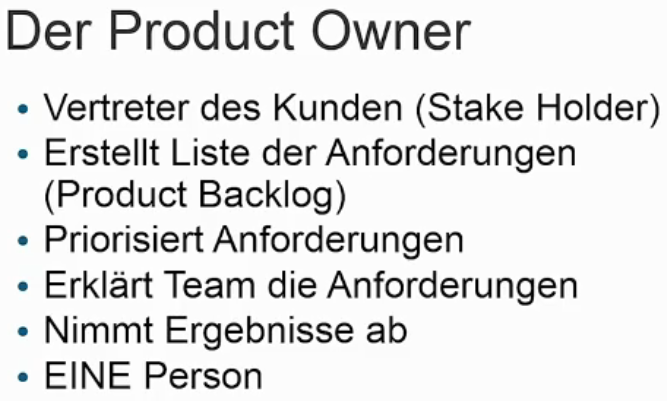 Der Product Owner
• Vertreter des Kunden (Stake Holder)
• Erstellt Liste der Anforderungen
(Product Backlog)
• Priorisiert Anforderungen
• Erklärt Team die Anforderungen
• Nimmt Ergebnisse ab
• EINE Person